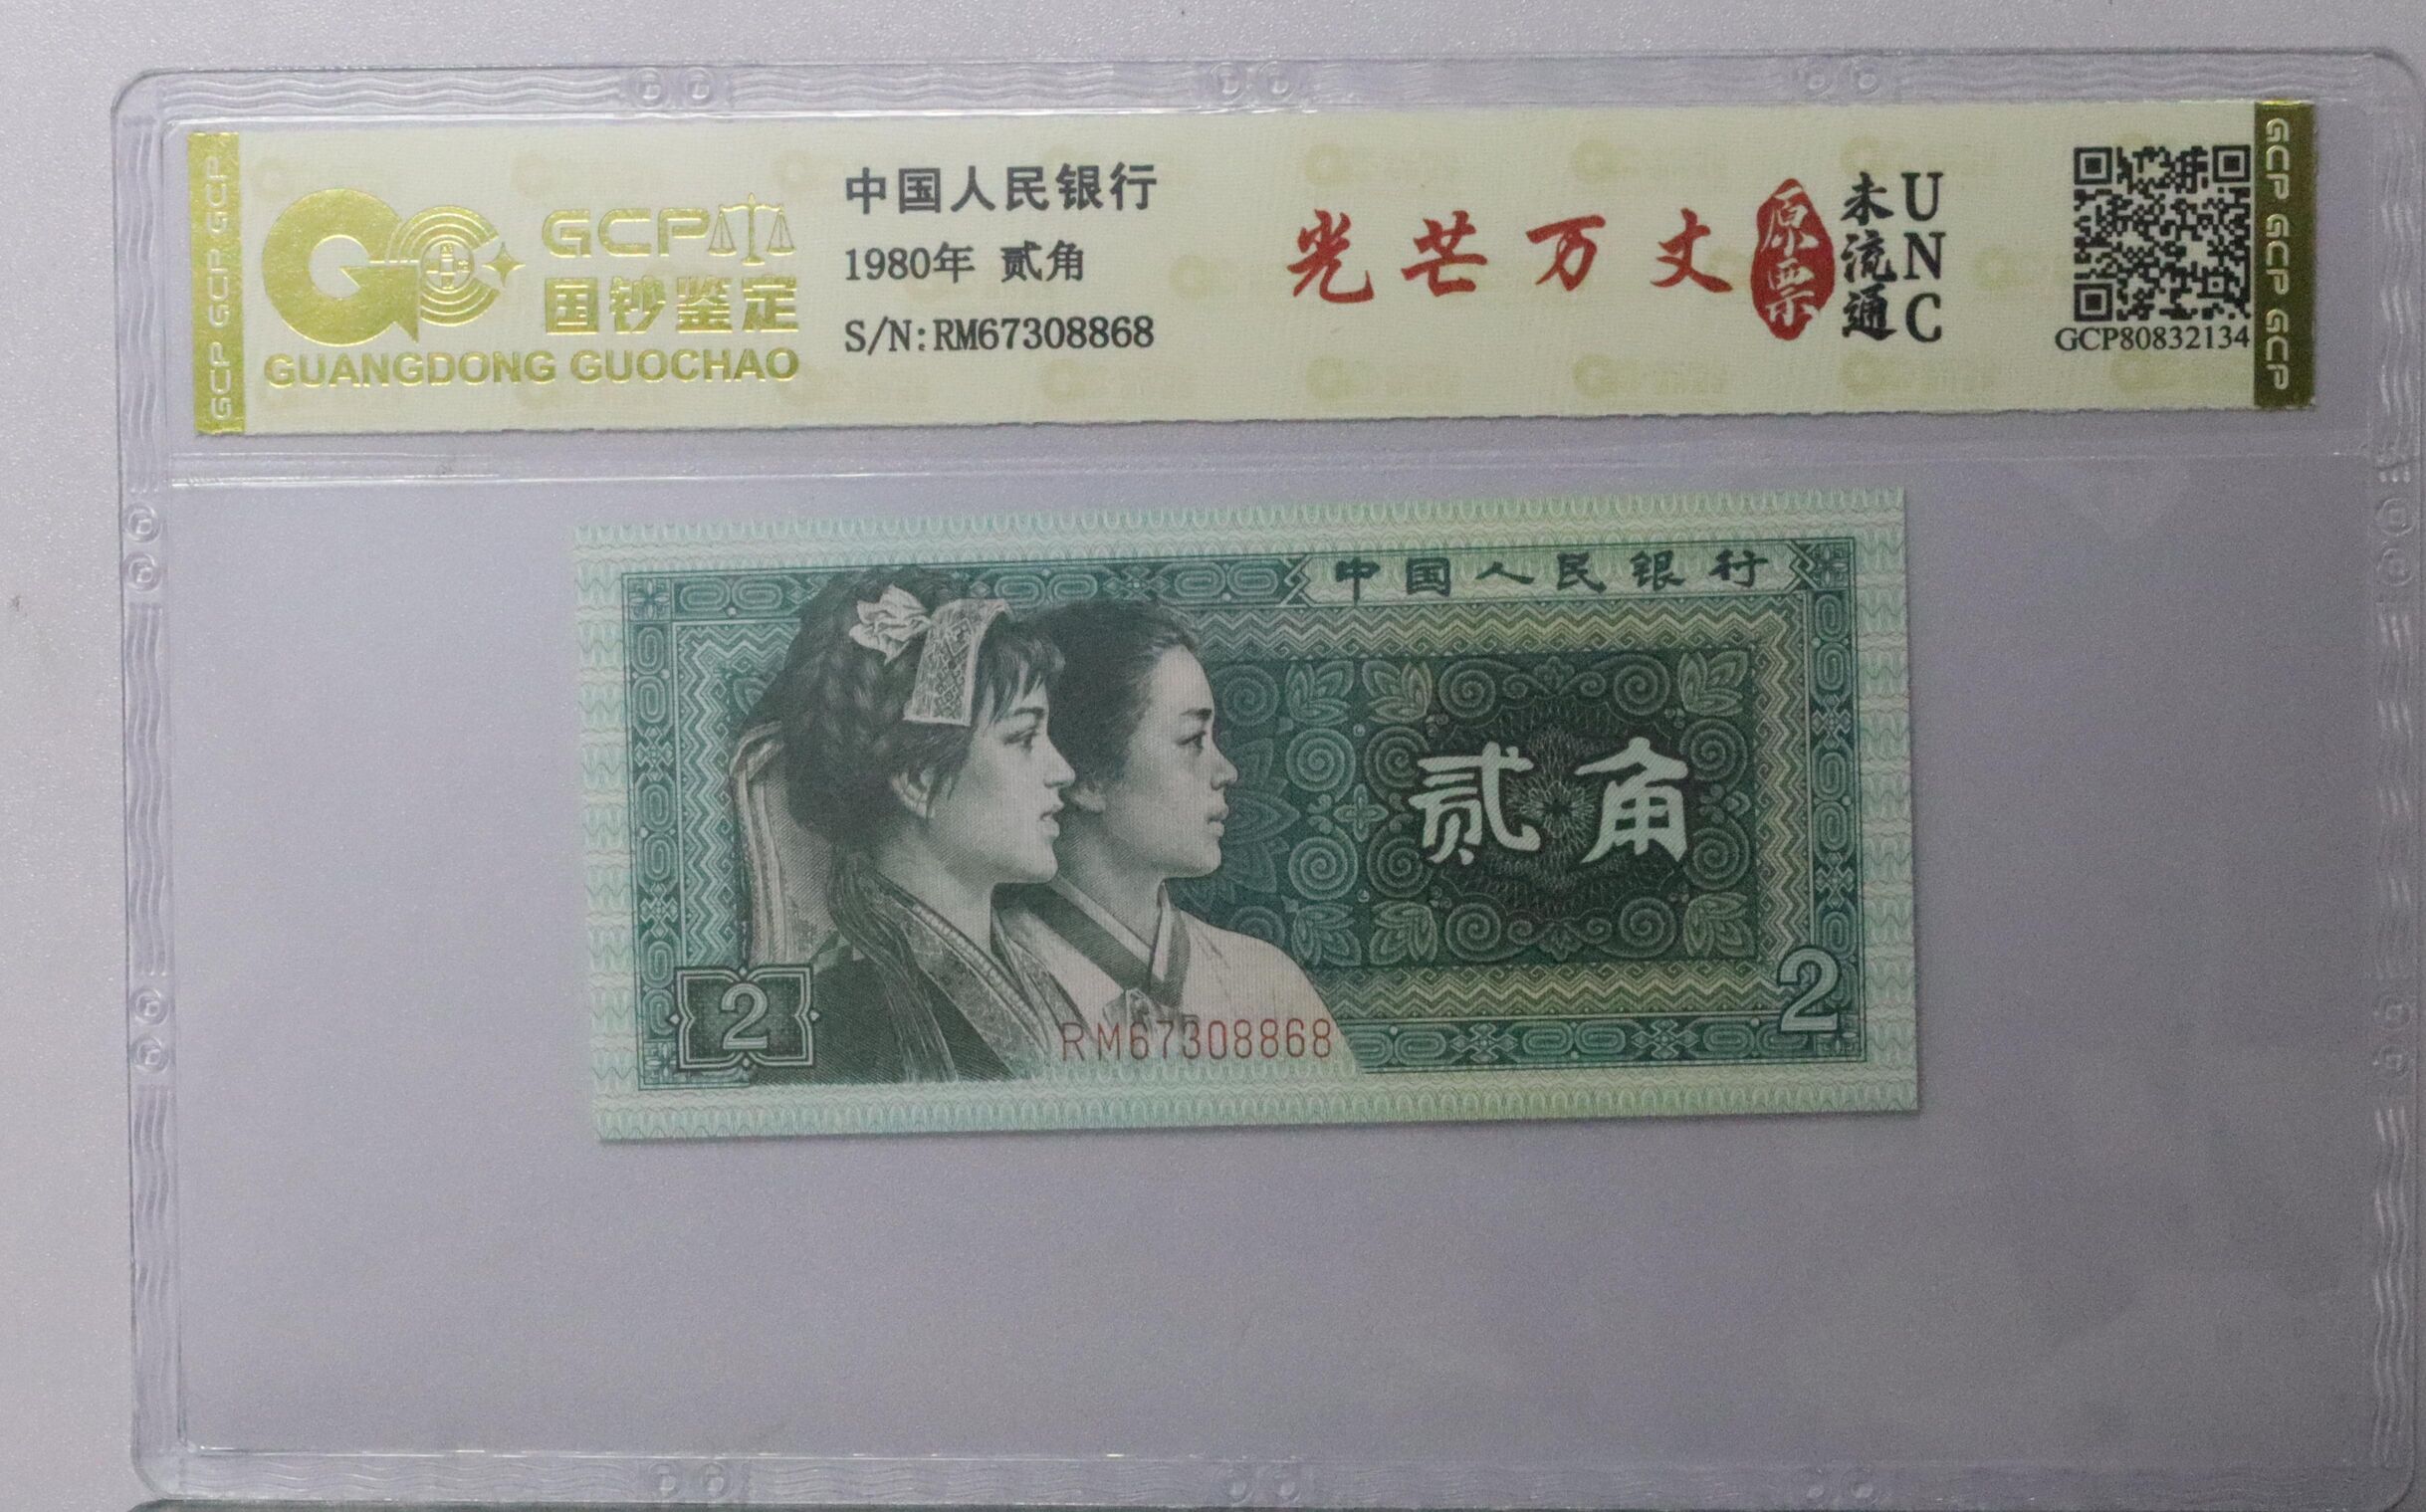 GCP GCP GCP
GCP
国钞鉴定
GUANGDONG GUOCHAO
中国人民银行
1980年 贰角
S/N:RM67308868
光芒万丈
原票
未流通
UNC
GCP80832134
GCP GCP GCP
中国人民银行
贰角
2
2
RM67308868